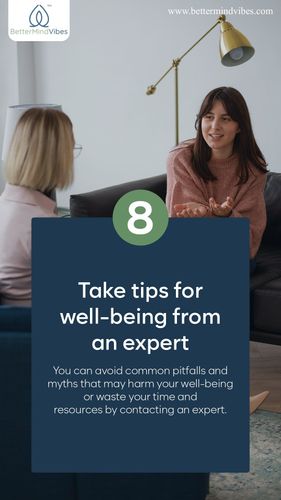 www.bettermindvibes.com
BetterMindVibes
8
Take tips for
well-being from
an expert
You can avoid common pitfalls and
myths that may harm your well-being
or waste your time and
resources by contacting an expert.